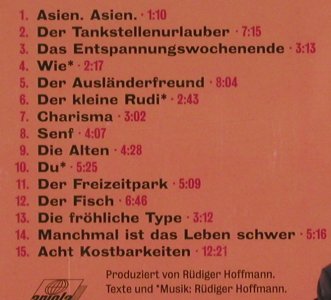 1. Asien. Asien. · 1:10
2. Der Tankstellenurlauber · 7:15
3. Das Entspannungswochenende · 3:13
4. Wie* · 2:17
5. Der Ausländerfreund · 8:04
6. Der kleine Rudi* · 2:43
7. Charisma · 3:02
8. Senf · 4:07
9. Die Alten · 4:28
10. Du* · 5:25
11. Der Freizeitpark · 5:09
12. Der Fisch · 6:46
13. Die fröhliche Type · 3:12
14. Manchmal ist das Leben schwer · 5:16
15. Acht Kostbarkeiten · 12:21
Produziert von Rüdiger Hoffmann.
Texte und *Musik: Rüdiger Hoffmann.